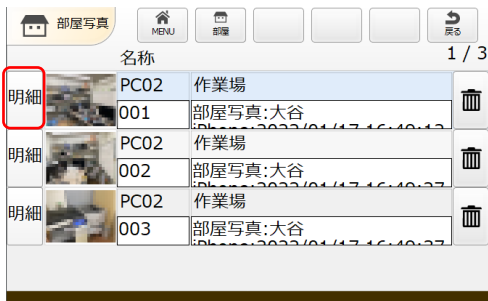 部屋写真 MENU 部屋 戻る
名称 1 / 3
明細 PC02 作業場
001 部屋写真:大谷
明細 PC02 作業場
002 部屋写真:大谷
明細 PC02 作業場
003 部屋写真:大谷